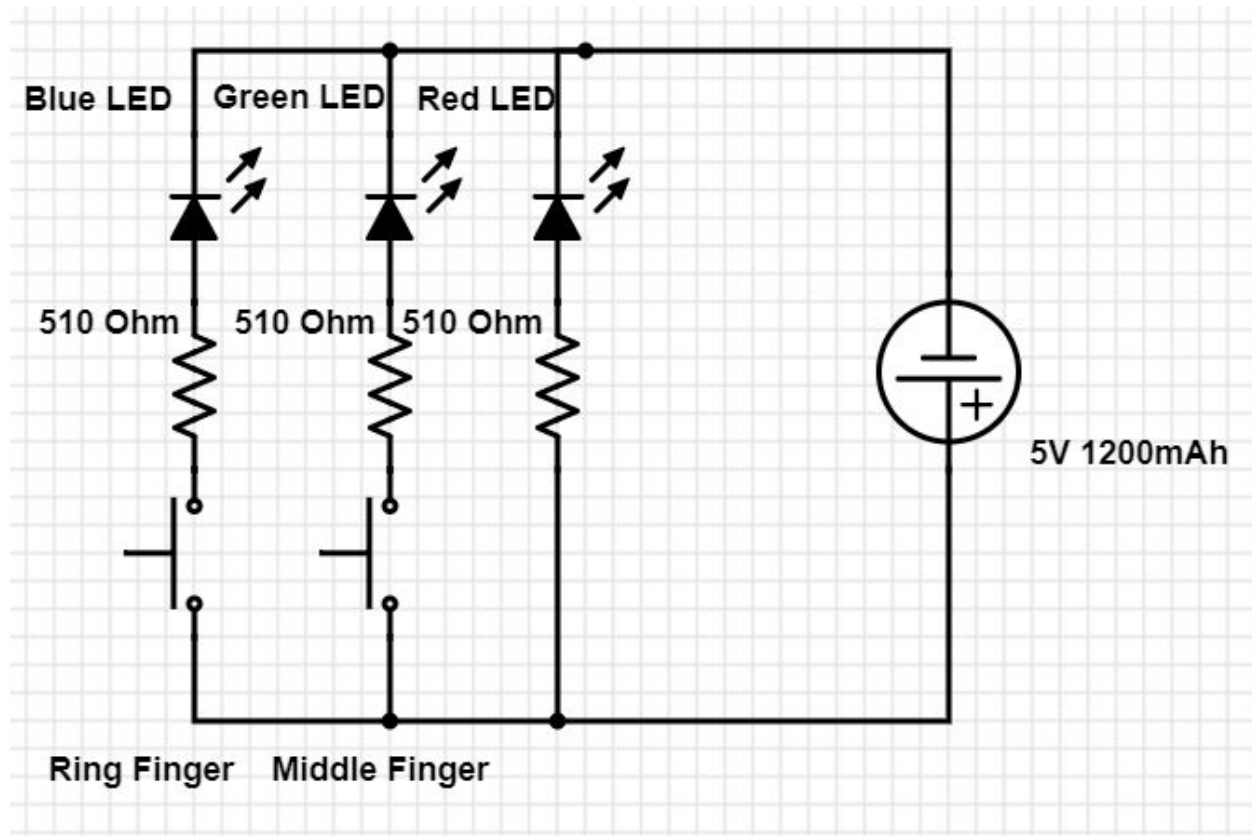 Blue LED
Green LED
Red LED
510 Ohm
510 Ohm
510 Ohm
+
5V 1200mAh
Ring Finger
Middle Finger